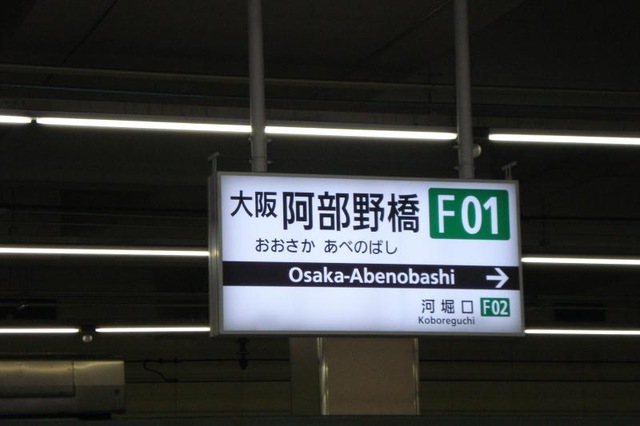 大阪 阿部野橋 F01
おおさか あべのばし
Osaka-Abenobashi →
河堀口 F02
Koboreguchi